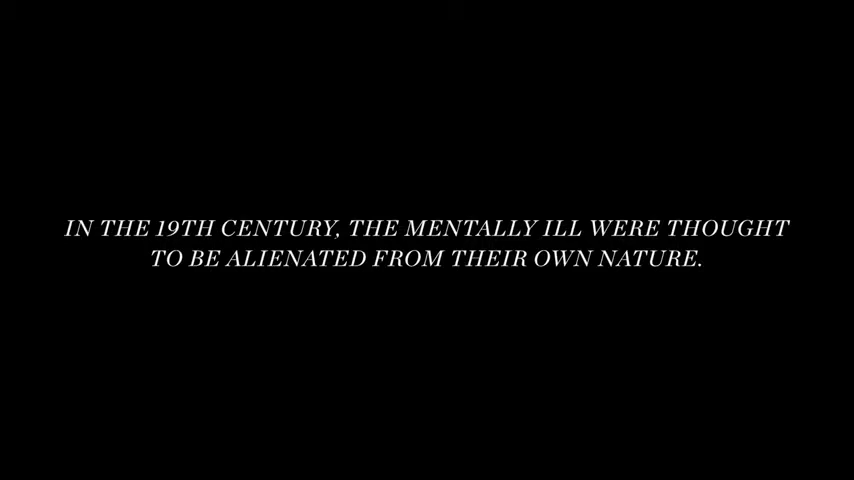 IN THE 19TH CENTURY, THE MENTALLY ILL WERE THOUGHT
TO BE ALIENATED FROM THEIR OWN NATURE.